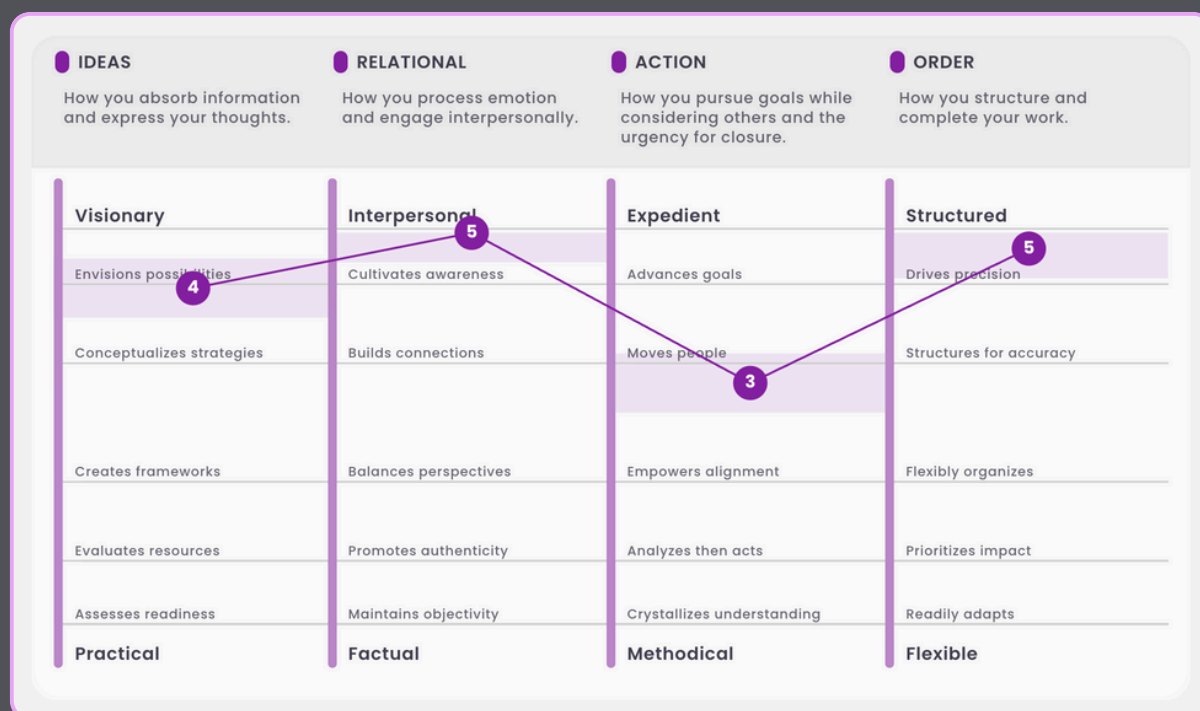 IDEAS
How you absorb information
and express your thoughts.
RELATIONAL
How you process emotion
and engage interpersonally.
ACTION
How you pursue goals while
considering others and the
urgency for closure.
ORDER
How you structure and
complete your work.
Visionary
Envisions possibilities
4
Conceptualizes strategies
Creates frameworks
Evaluates resources
Assesses readiness
Practical
Interpersonal
5
Cultivates awareness
Builds connections
Balances perspectives
Promotes authenticity
Maintains objectivity
Factual
Expedient
Advances goals
Moves people
3
Empowers alignment
Analyzes then acts
Crystallizes understanding
Methodical
Structured
5
Drives precision
Structures for accuracy
Flexibly organizes
Prioritizes impact
Readily adapts
Flexible